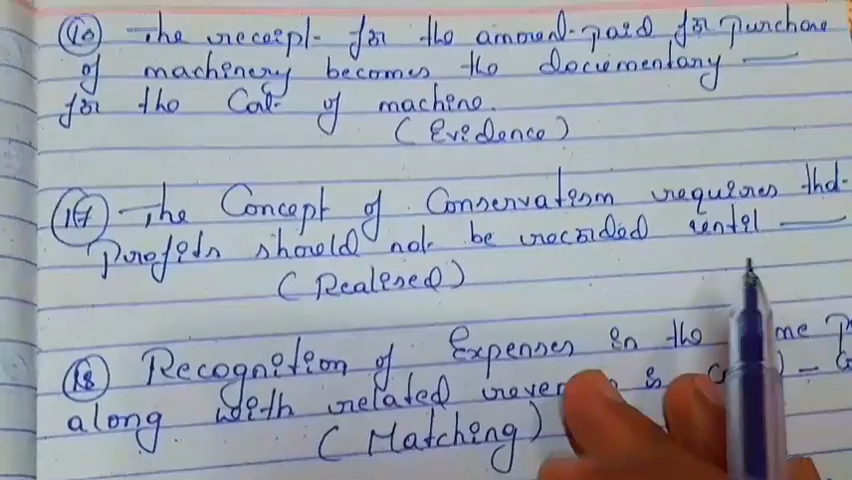 (16) The receipt for the amount paid for purchase
of machinery becomes the documentary ——
for the Cost of machine.
(Evidence)
(17) The Concept of Conservatism requires that
Profits should not be recorded until ——
(Realised)
(18) Recognition of Expenses in the
along with related
(Matching)